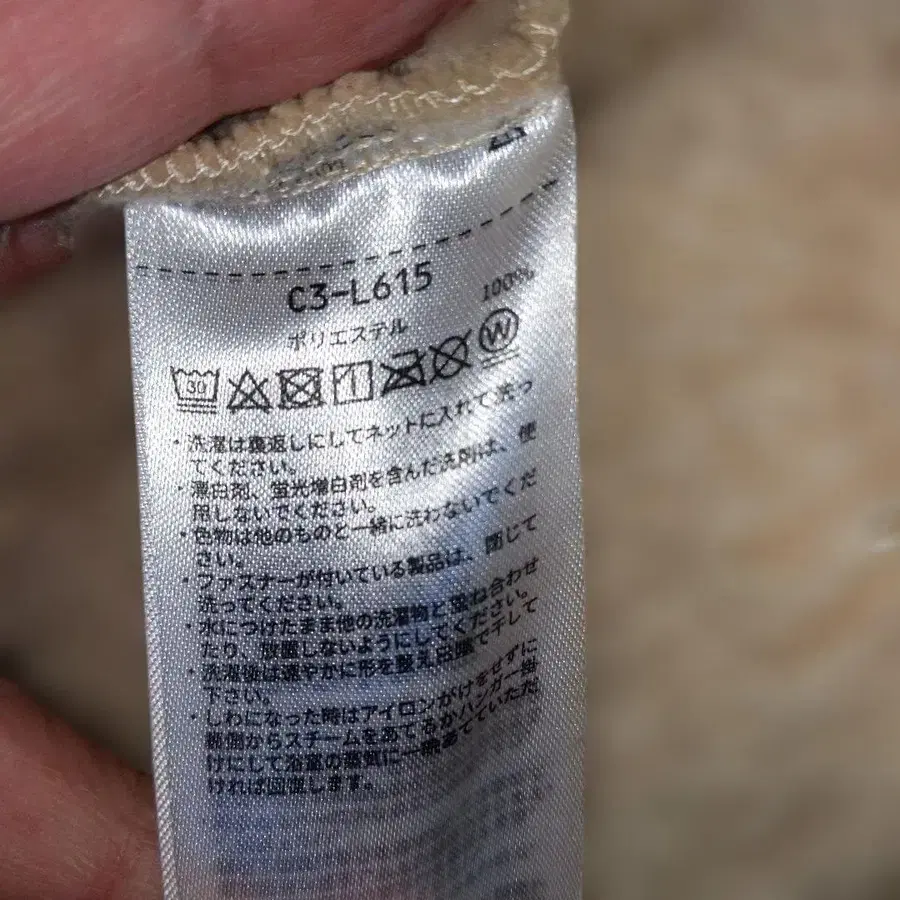 C3-L615
ポリエステル 100%
30
W
・洗濯は裏返しにしてネットに入れて洗っ
てください。
・漂白剤、蛍光増白剤を含んだ洗剤は、使
用しないでください。
・色物は他のものと一緒に洗わないでくだ
さい。
・ファスナーが付いている製品は、閉じて
洗ってください。
・水につけたまま他の洗濯物と重ね合わせ
たり、放置しないようにしてください。
・洗濯後は速やかに形を整え日陰で干して
下さい。
・しわになった時はアイロンがけをせずに
裏側からスチームをあてるかハンガー掛
けにして浴室の蒸気に一晩あてていただ
ければ回復します。